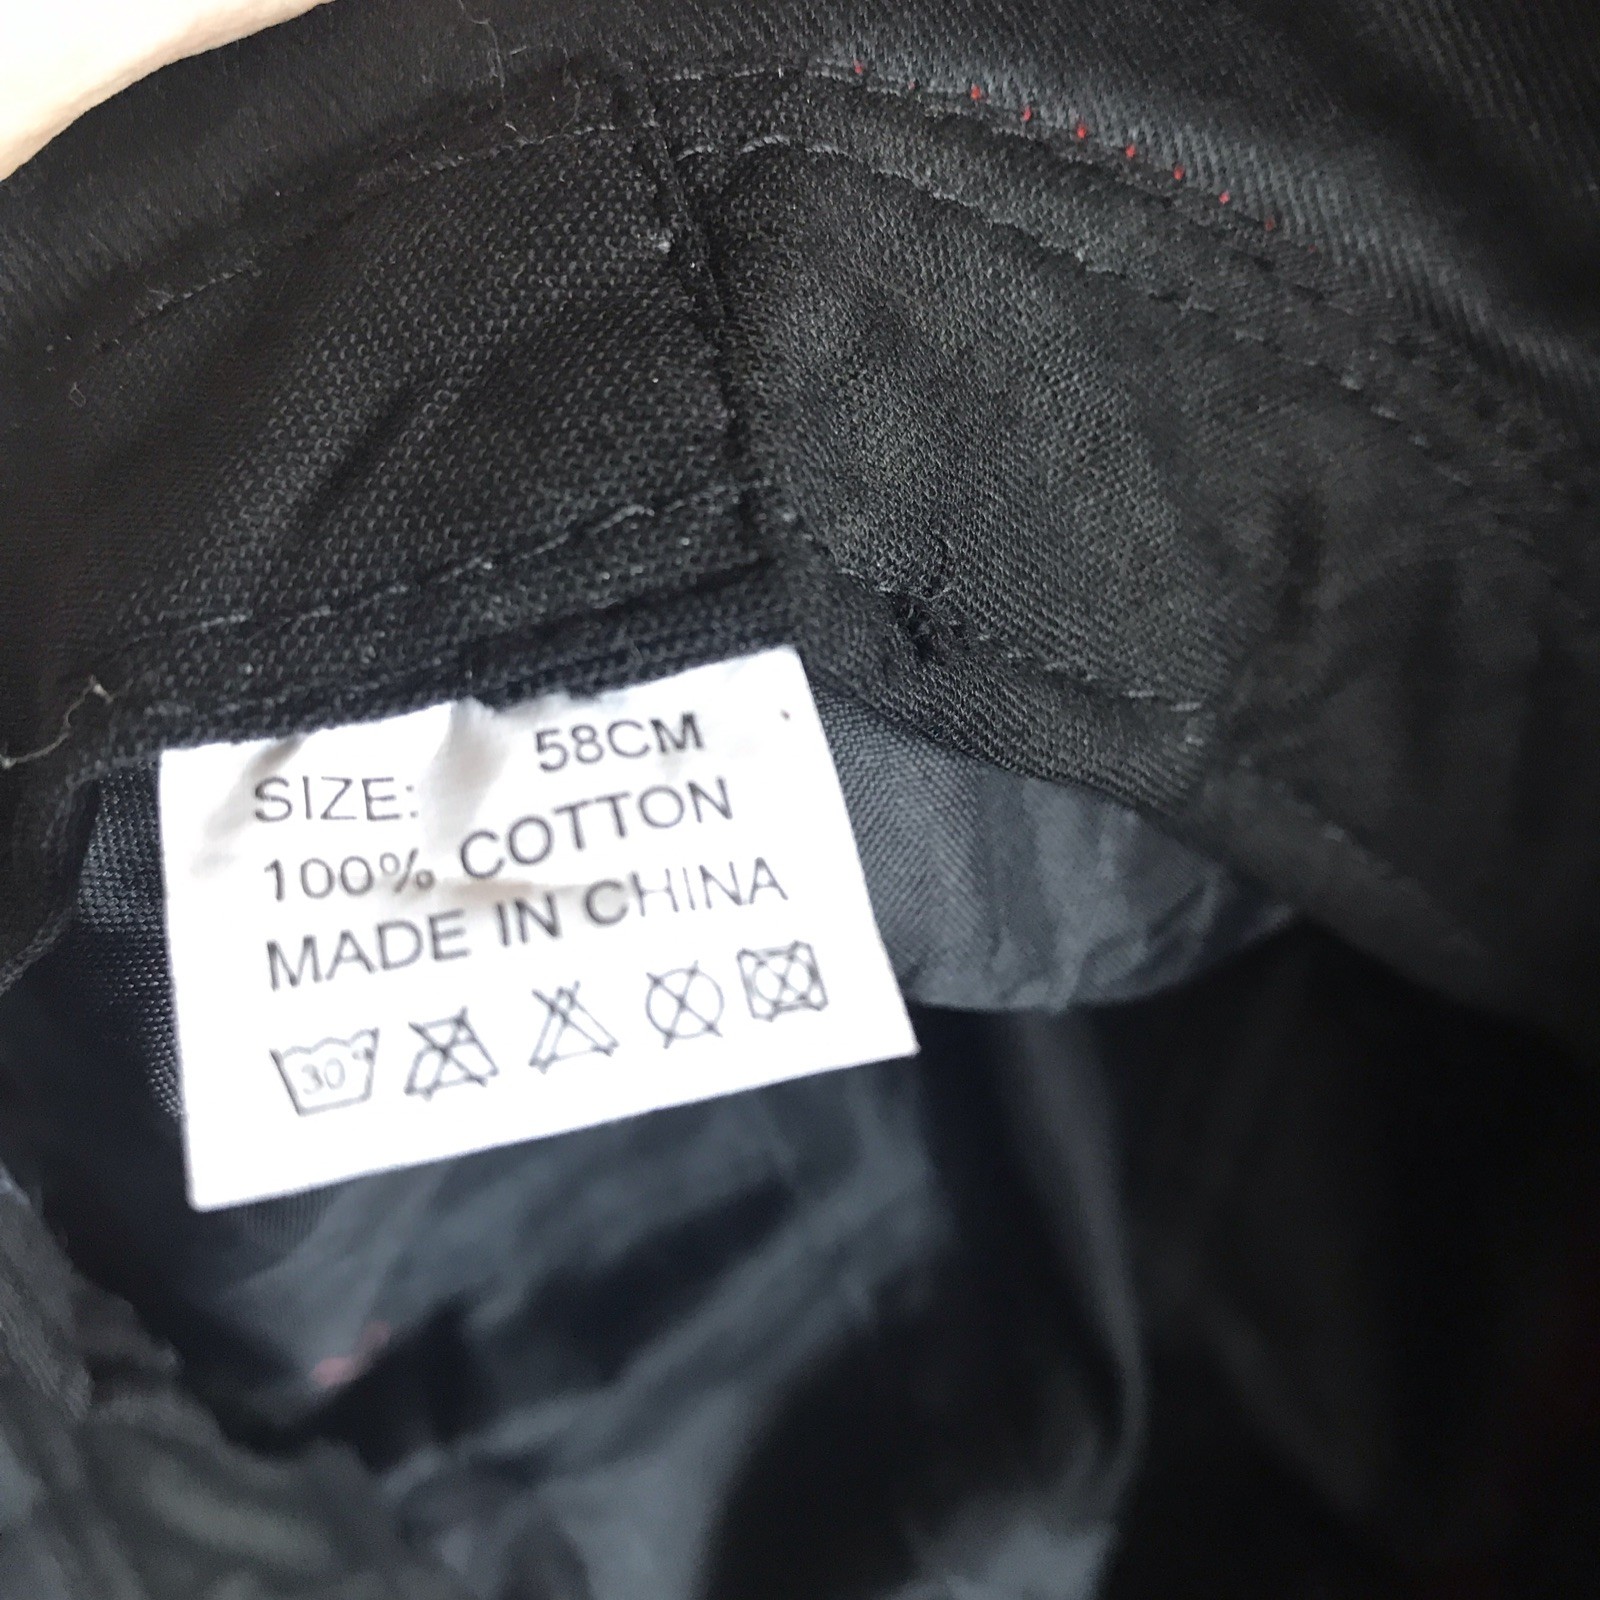 SIZE: 58CM
100% COTTON
MADE IN CHINA
30°